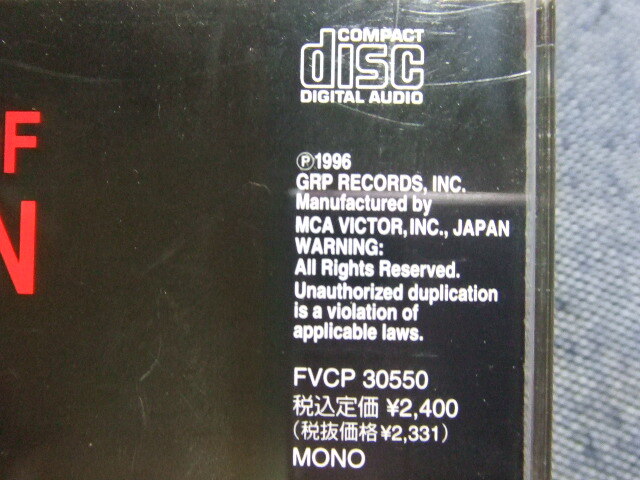 COMPACT
disc
DIGITAL AUDIO
F
N
Ⓟ1996
GRP RECORDS, INC.
Manufactured by
MCA VICTOR, INC., JAPAN
WARNING:
All Rights Reserved.
Unauthorized duplication
is a violation of
applicable laws.
FVCP 30550
税込定価 ¥2,400
(税抜価格¥2,331)
MONO